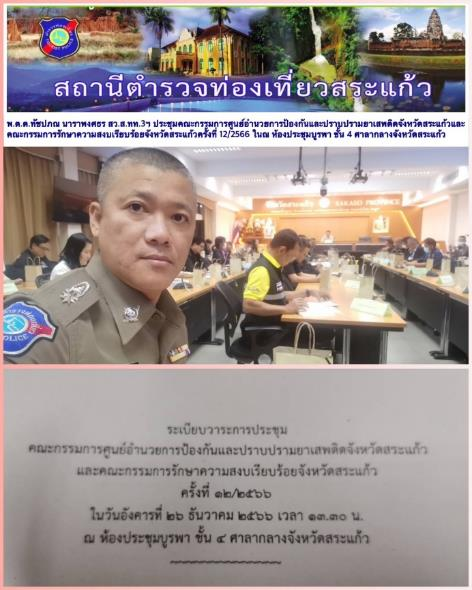 สถานีตำรวจท่องเที่ยวสระแก้ว
พ.ต.ต.ทัชปภณ นาราพงศธร สว.ส.ทท.3ฯ ประชุมคณะกรรมการศูนย์อำนวยการป้องกันและปราบปรามยาเสพติดจังหวัดสระแก้วและ
คณะกรรมการรักษาความสงบเรียบร้อยจังหวัดสระแก้วครั้งที่ 12/2566 ในณ ห้องประชุมบูรพา ชั้น 4 ศาลากลางจังหวัดสระแก้ว
SAKAEO PROVINCE
POLICE
ระเบียบวาระการประชุม
คณะกรรมการศูนย์อำนวยการป้องกันและปราบปรามยาเสพติดจังหวัดสระแก้ว
และคณะกรรมการรักษาความสงบเรียบร้อยจังหวัดสระแก้ว
ครั้งที่ ๑๒/๒๕๖๖
ในวันอังคารที่ ๒๖ ธันวาคม ๒๕๖๖ เวลา ๑๓.๓๐ น.
ณ ห้องประชุมบูรพา ชั้น ๔ ศาลากลางจังหวัดสระแก้ว